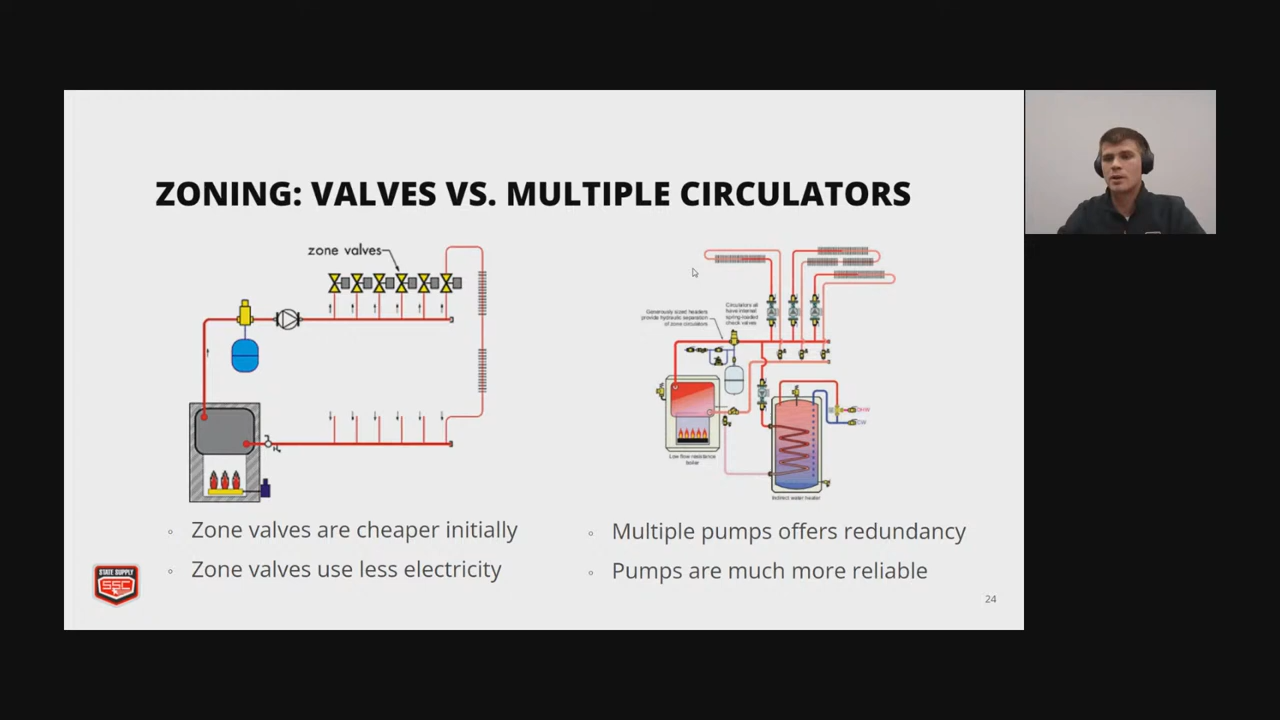 ZONING: VALVES VS. MULTIPLE CIRCULATORS
zone valves
Generously sized headers
provide hydraulic separation
of zone circulators
Circulators all
have internal
spring-loaded
check valves
Low flow resistance
boiler
DHW
CW
Indirect water heater
◦ Zone valves are cheaper initially
◦ Zone valves use less electricity
◦ Multiple pumps offers redundancy
◦ Pumps are much more reliable
STATE SUPPLY
SSC
24